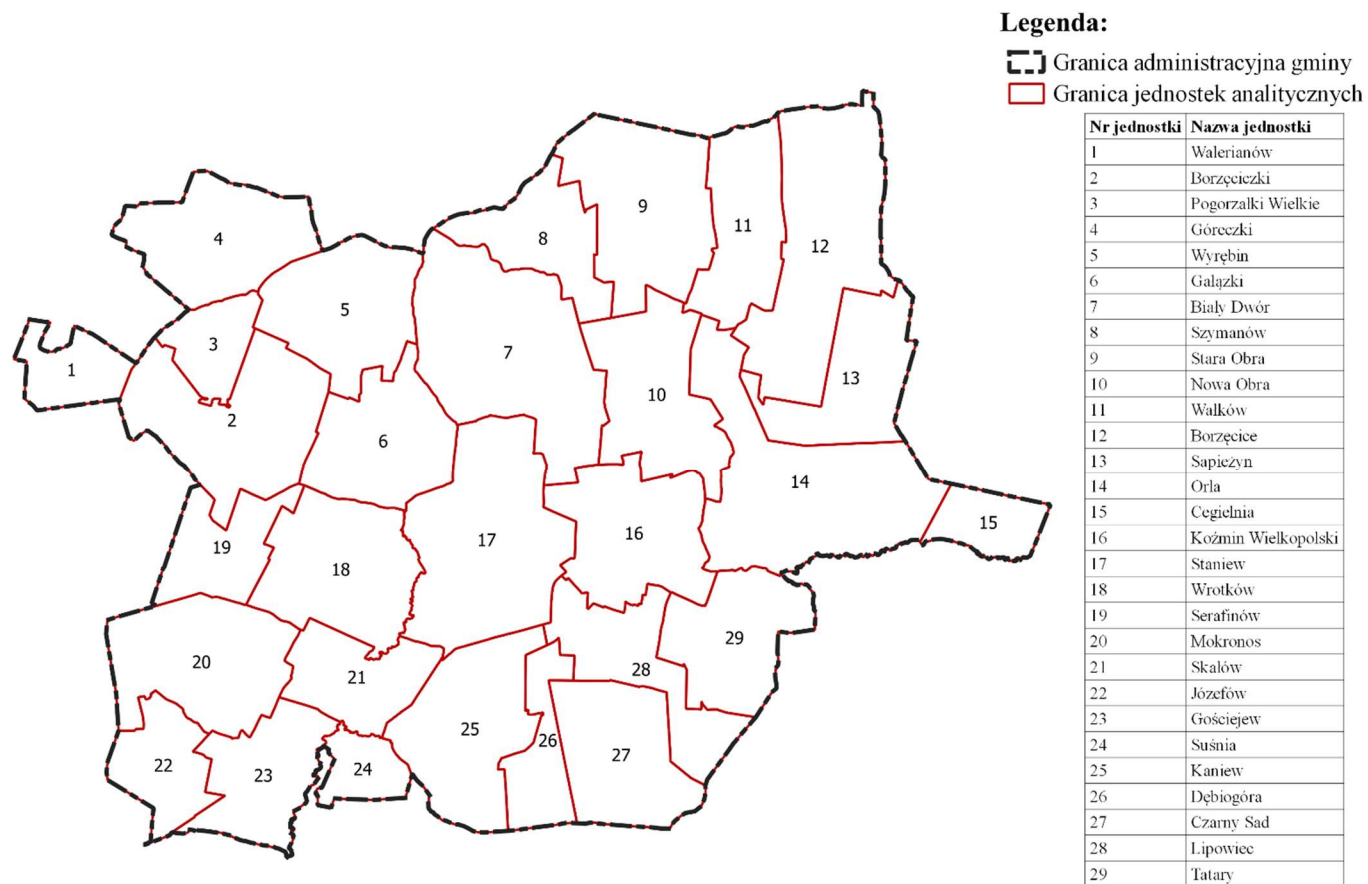 Legenda:
Granica administracyjna gminy
Granica jednostek analitycznych
Nr jednostki Nazwa jednostki
1 Walerianów
2 Borzęciczki
3 Pogorzałki Wielkie
4 Góreczki
5 Wyrębin
6 Gałązki
7 Biały Dwór
8 Szymanów
9 Stara Obra
10 Nowa Obra
11 Wałków
12 Borzęcice
13 Sapieżyn
14 Orla
15 Cegielnia
16 Koźmin Wielkopolski
17 Staniew
18 Wrotków
19 Serafinów
20 Mokronos
21 Skałów
22 Józefów
23 Gościejew
24 Suśnia
25 Kaniew
26 Dębiogóra
27 Czarny Sad
28 Lipowiec
29 Tatary
9
11
12
8
4
5
3
7
1
13
10
2
6
14
15
16
17
19
18
29
20
28
21
25
26
27
22
24
23